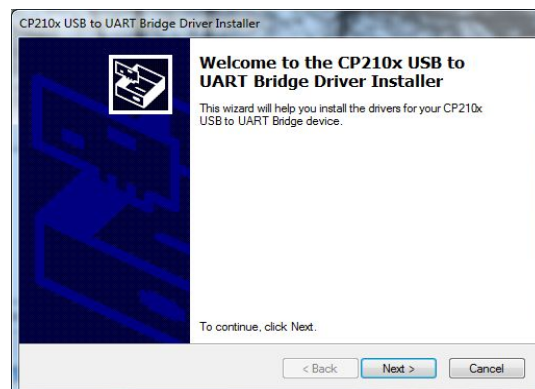 CP210x USB to UART Bridge Driver Installer
Welcome to the CP210x USB to
UART Bridge Driver Installer
This wizard will help you install the drivers for your CP210x
USB to UART Bridge device.
To continue, click Next.
< Back
Next >
Cancel